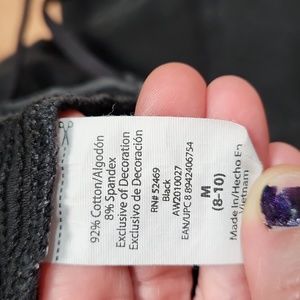 92% Cotton/Algodón
8% Spandex
Exclusive of Decoration
Exclusivo de Decoración
RN# 52469
Black
AW2010027
EAN/UPC 8 8942406754
M
(8-10)
Made in/Hecho En
Vietnam